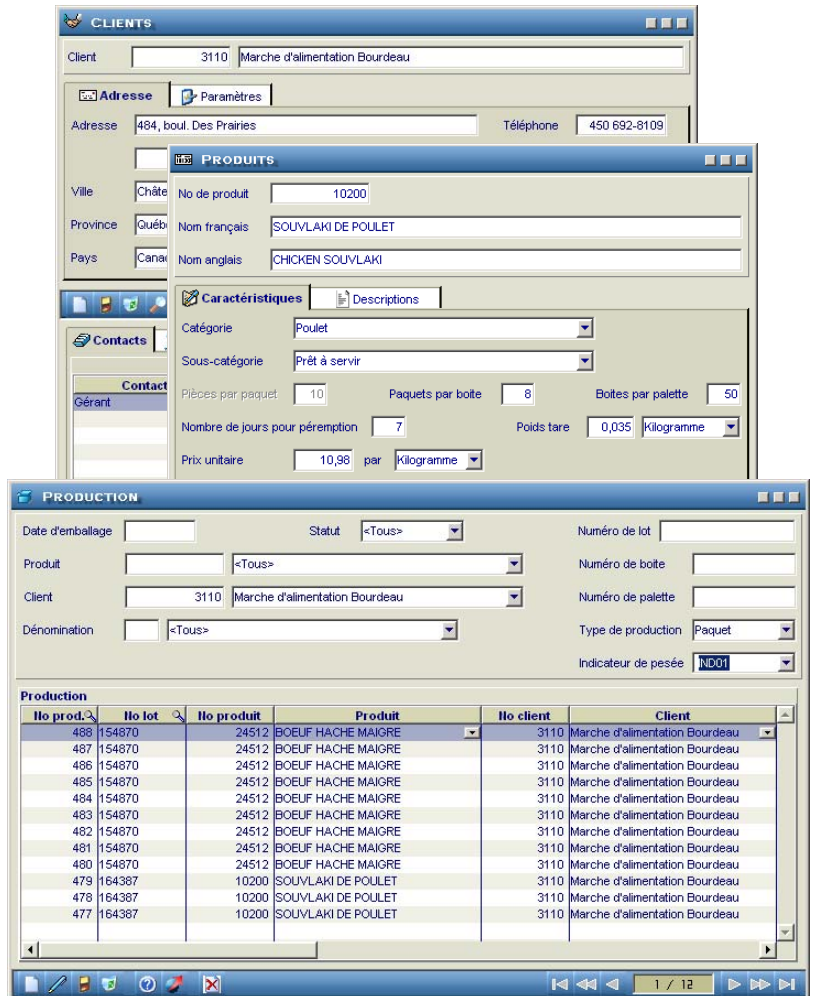 CLIENTS
Client 3110 Marche d'alimentation Bourdeau
Adresse Paramètres
Adresse 484, boul. Des Prairies Téléphone 450 692-8109
Ville
Province
Pays
Contacts
Contact
Gérant
PRODUITS
No de produit 10200
Nom français SOUVLAKI DE POULET
Nom anglais CHICKEN SOUVLAKI
Caractéristiques Descriptions
Catégorie Poulet
Sous-catégorie Prêt à servir
Pièces par paquet 10 Paquets par boite 8 Boites par palette 50
Nombre de jours pour péremption 7 Poids tare 0,035 Kilogramme
Prix unitaire 10,98 par Kilogramme
PRODUCTION
Date d'emballage Statut <Tous> Numéro de lot
Produit <Tous> Numéro de boite
Client 3110 Marche d'alimentation Bourdeau Numéro de palette
Dénomination <Tous> Type de production Paquet
Indicateur de pesée IND01
Production
No prod. No lot No produit Produit No client Client
488 154870 24512 BOEUF HACHE MAIGRE 3110 Marche d'alimentation Bourdeau
487 154870 24512 BOEUF HACHE MAIGRE 3110 Marche d'alimentation Bourdeau
486 154870 24512 BOEUF HACHE MAIGRE 3110 Marche d'alimentation Bourdeau
485 154870 24512 BOEUF HACHE MAIGRE 3110 Marche d'alimentation Bourdeau
484 154870 24512 BOEUF HACHE MAIGRE 3110 Marche d'alimentation Bourdeau
483 154870 24512 BOEUF HACHE MAIGRE 3110 Marche d'alimentation Bourdeau
482 154870 24512 BOEUF HACHE MAIGRE 3110 Marche d'alimentation Bourdeau
481 154870 24512 BOEUF HACHE MAIGRE 3110 Marche d'alimentation Bourdeau
480 154870 24512 BOEUF HACHE MAIGRE 3110 Marche d'alimentation Bourdeau
479 164387 10200 SOUVLAKI DE POULET 3110 Marche d'alimentation Bourdeau
478 164387 10200 SOUVLAKI DE POULET 3110 Marche d'alimentation Bourdeau
477 164387 10200 SOUVLAKI DE POULET 3110 Marche d'alimentation Bourdeau
1 / 12